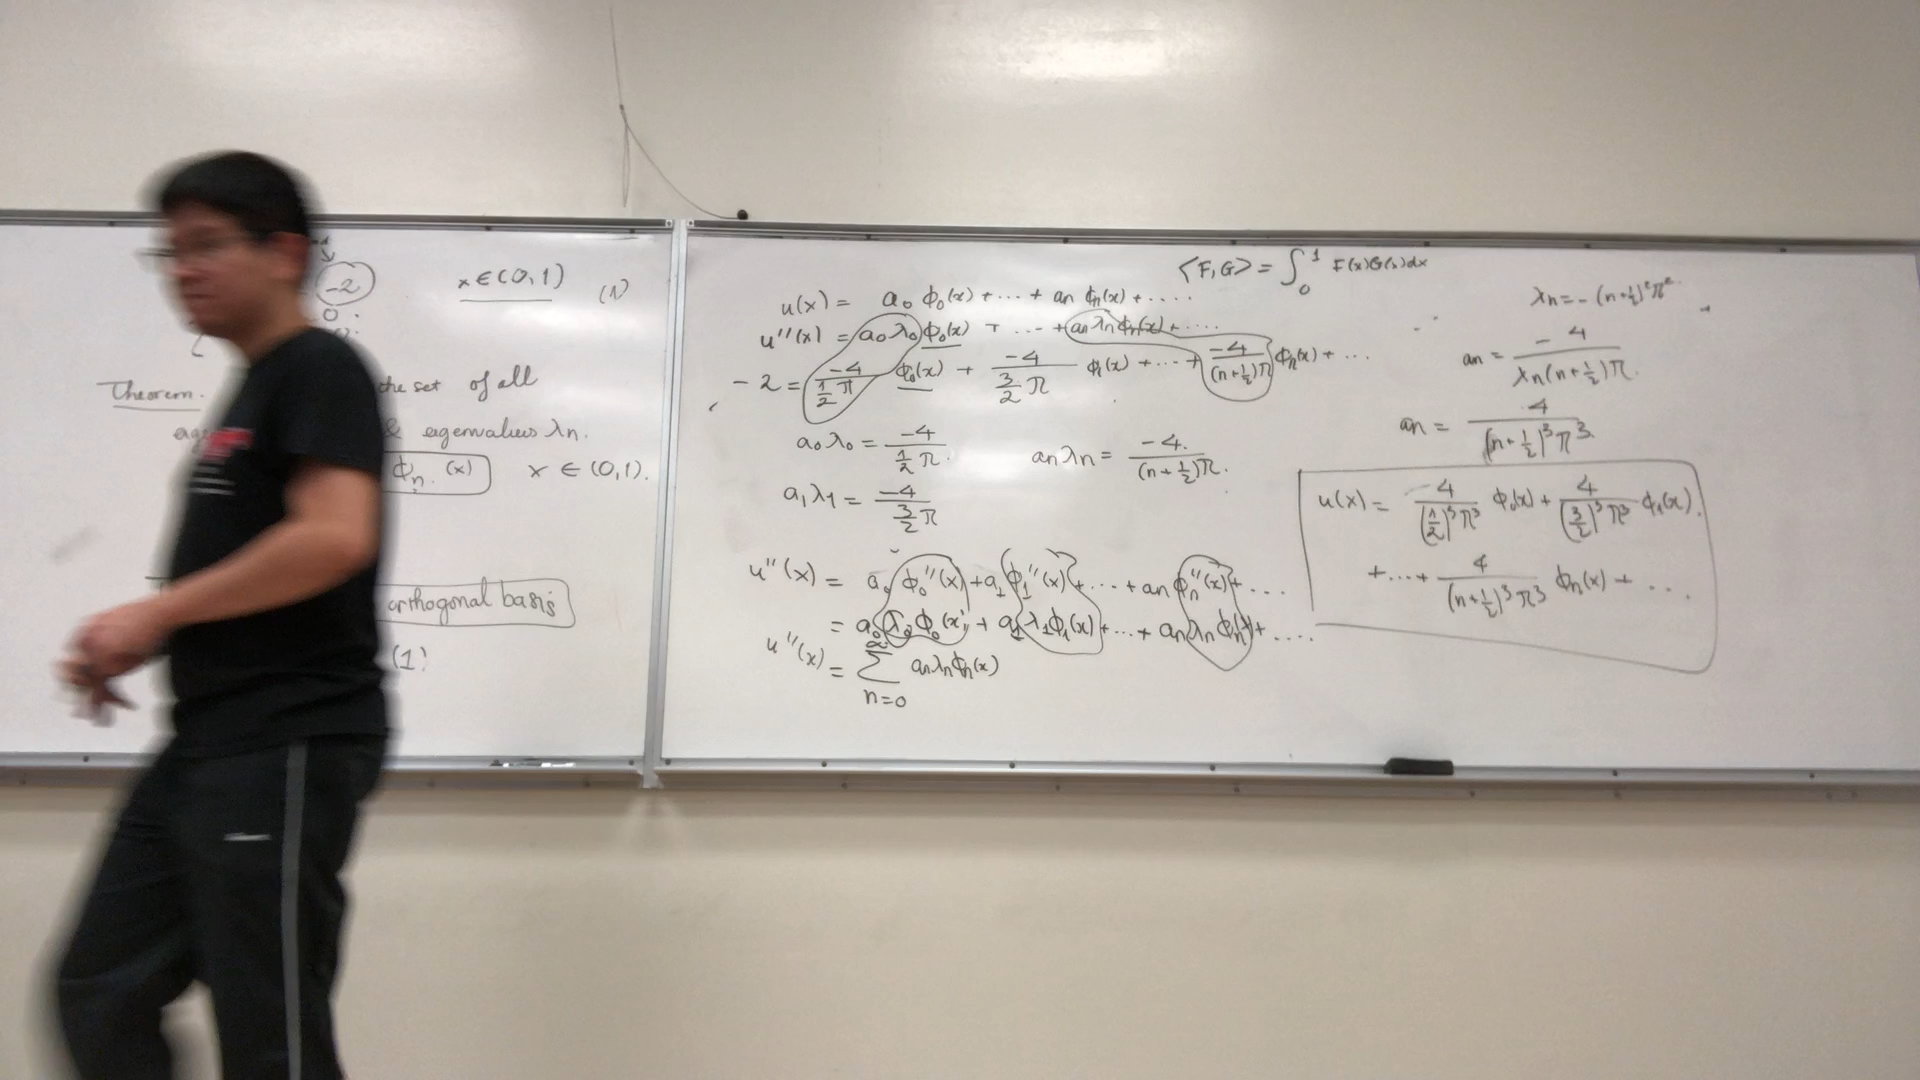 -2
x ∈ (0,1) (1)
0
Theorem. the set of all
& eigenvalues λn.
ϕn(x) x ∈ (0,1).
orthogonal basis
(1)
⟨F,G⟩ = ∫₀¹ F(x)G(x)dx
u(x) = a₀ ϕ₀(x) + ⋯ + an ϕn(x) + ....
u''(x) = a₀λ₀ϕ₀(x) + ⋯ + anλnϕn(x) + ....
-2 = -4/(½π) ϕ₀(x) + -4/(3/2 π) ϕ₁(x) + ⋯ + -4/((n+½)π) ϕn(x) + ...
a₀λ₀ = -4/(½π). anλn = -4/((n+½)π).
a₁λ₁ = -4/(3/2 π)
u''(x) = a₀ϕ₀''(x) + a₁ϕ₁''(x) + ⋯ + anϕn''(x) + ...
= a₀λ₀ϕ₀(x) + a₁λ₁ϕ₁(x) + ⋯ + anλnϕn(x) + ....
u''(x) = ∑_{n=0}^{∞} anλnϕn(x)
λn = -(n+½)²π².
an = -4/(λn(n+½)π).
an = 4/((n+½)³π³).
u(x) = 4/((1/2)³π³) ϕ₀(x) + 4/((3/2)³π³) ϕ₁(x).
+ ⋯ + 4/((n+½)³π³) ϕn(x) + ...